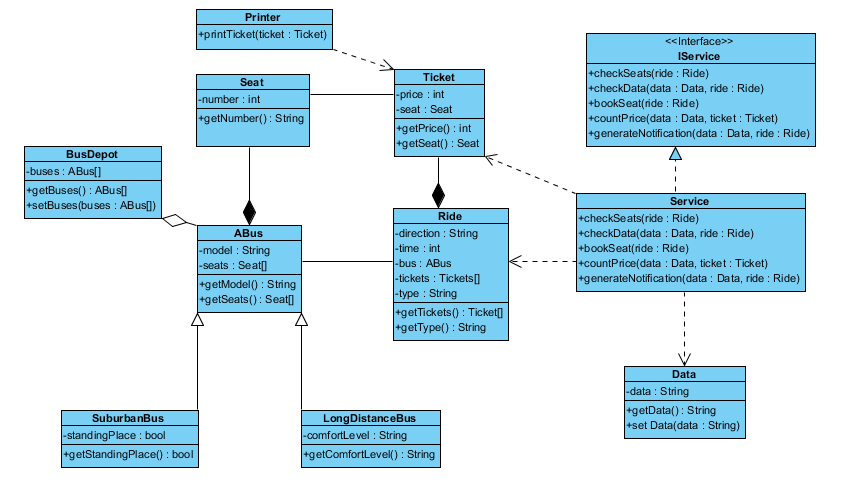 Printer
+printTicket(ticket : Ticket)
<<Interface>>
IService
+checkSeats(ride : Ride)
+checkData(data : Data, ride : Ride)
+bookSeat(ride : Ride)
+countPrice(data : Data, ticket : Ticket)
+generateNotification(data : Data, ride : Ride)
Seat
-number : int
+getNumber() : String
Ticket
-price : int
-seat : Seat
+getPrice() : int
+getSeat() : Seat
BusDepot
-buses : ABus[]
+getBuses() : ABus[]
+setBuses(buses : ABus[])
ABus
-model : String
-seats : Seat[]
+getModel() : String
+getSeats() : Seat[]
Ride
-direction : String
-time : int
-bus : ABus
-tickets : Tickets[]
-type : String
+getTickets() : Ticket[]
+getType() : String
Service
+checkSeats(ride : Ride)
+checkData(data : Data, ride : Ride)
+bookSeat(ride : Ride)
+countPrice(data : Data, ticket : Ticket)
+generateNotification(data : Data, ride : Ride)
Data
-data : String
+getData() : String
+set Data(data : String)
SuburbanBus
-standingPlace : bool
+getStandingPlace() : bool
LongDistanceBus
-comfortLevel : String
+getComfortLevel() : String